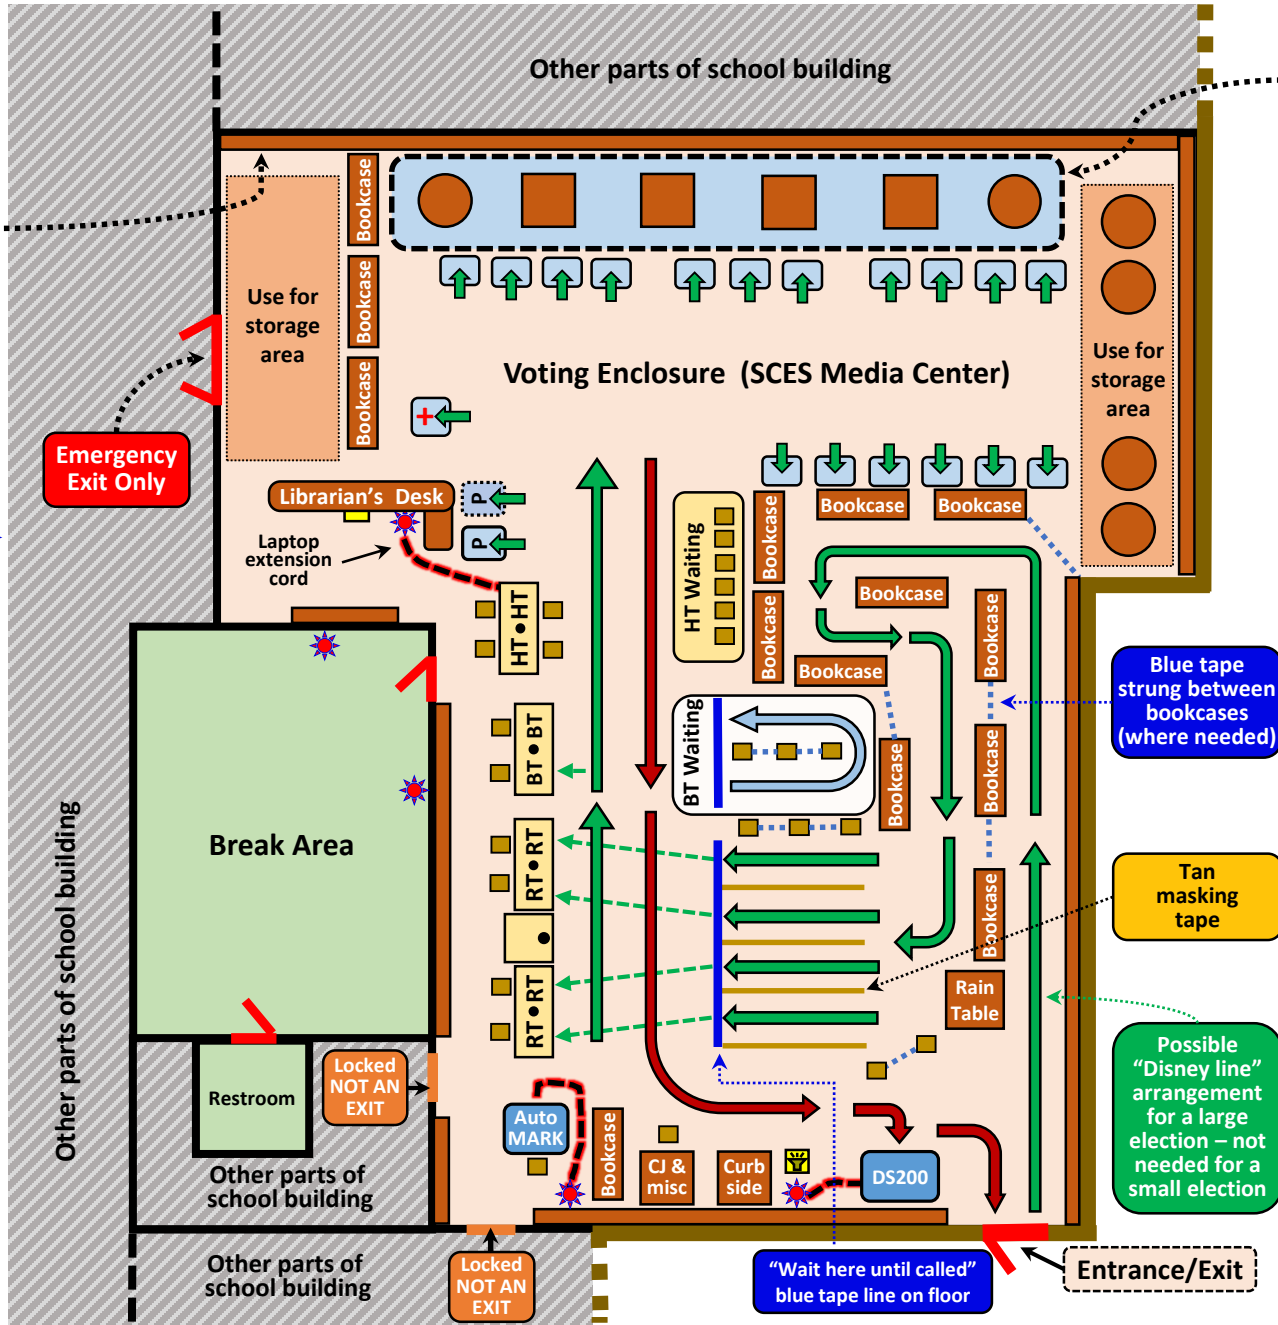 Other parts of school building
Bookcase
Bookcase
Bookcase
Use for
storage
area
Use for
storage
area
Voting Enclosure  (SCES Media Center)
Emergency
Exit Only
Librarian's Desk
P
P
Laptop
extension
cord
HT • HT
HT Waiting
Bookcase
Bookcase
Bookcase
Bookcase
Bookcase
Bookcase
Bookcase
Blue tape
strung between
bookcases
(where needed)
BT • BT
BT Waiting
Bookcase
Bookcase
Break Area
Other parts of school building
RT • RT
RT • RT
Bookcase
Tan
masking
tape
Rain
Table
Possible
“Disney line”
arrangement
for a large
election – not
needed for a
small election
Restroom
Locked
NOT AN
EXIT
Auto
MARK
Bookcase
CJ &
misc
Curb
side
DS200
Other parts of
school building
Other parts of
school building
Locked
NOT AN
EXIT
“Wait here until called”
blue tape line on floor
Entrance/Exit